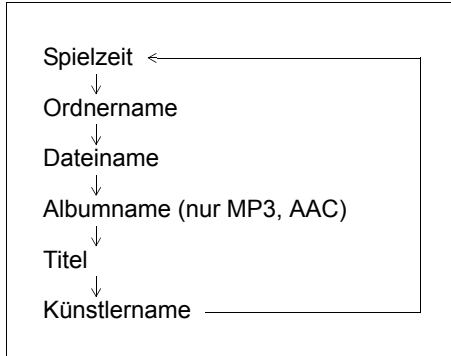 Spielzeit
Ordnername
Dateiname
Albumname (nur MP3, AAC)
Titel
Künstlername